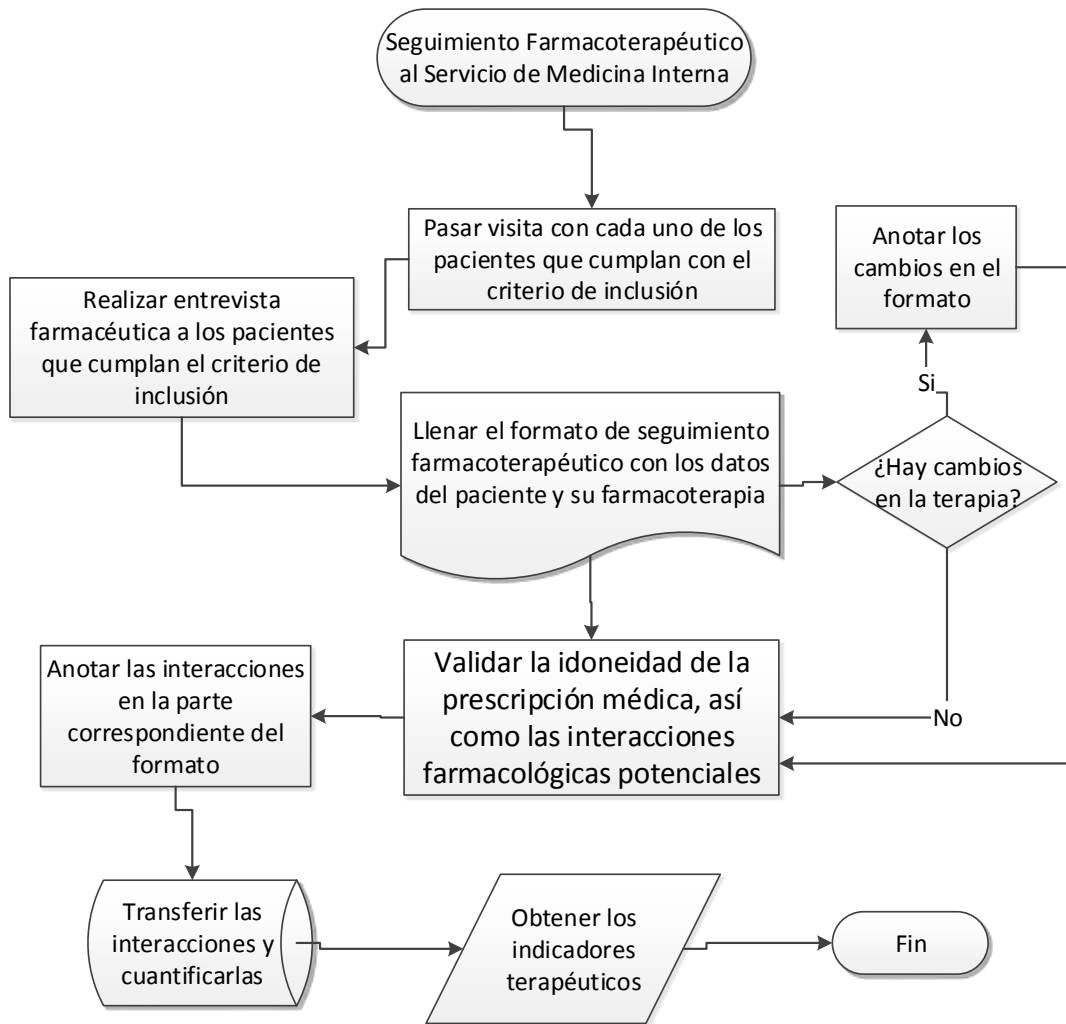 Seguimiento Farmacoterapéutico
al Servicio de Medicina Interna
Pasar visita con cada uno de los
pacientes que cumplan con el
criterio de inclusión
Anotar los
cambios en el
formato
Realizar entrevista
farmacéutica a los pacientes
que cumplan el criterio de
inclusión
Si
Llenar el formato de seguimiento
farmacoterapéutico con los datos
del paciente y su farmacoterapia
¿Hay cambios
en la terapia?
Validar la idoneidad de la
prescripción médica, así
como las interacciones
farmacológicas potenciales
No
Anotar las interacciones
en la parte
correspondiente del
formato
Transferir las
interacciones y
cuantificarlas
Obtener los
indicadores
terapéuticos
Fin